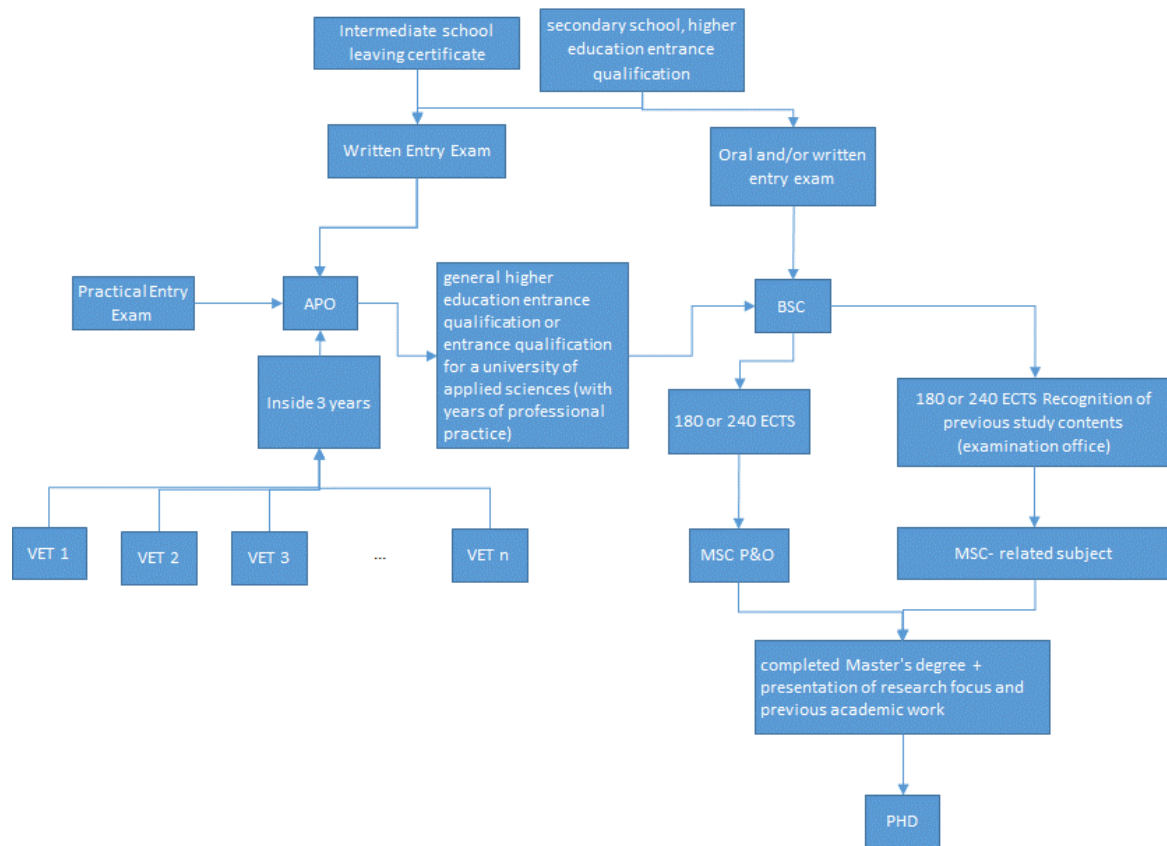 Intermediate school
leaving certificate
secondary school, higher
education entrance
qualification
Written Entry Exam
Oral and/or written
entry exam
Practical Entry
Exam
APO
general higher
education entrance
qualification or
entrance qualification
for a university of
applied sciences (with
years of professional
practice)
BSC
Inside 3 years
180 or 240 ECTS
180 or 240 ECTS Recognition of
previous study contents
(examination office)
VET 1
VET 2
VET 3
...
VET n
MSC P&O
MSC- related subject
completed Master's degree +
presentation of research focus and
previous academic work
PHD